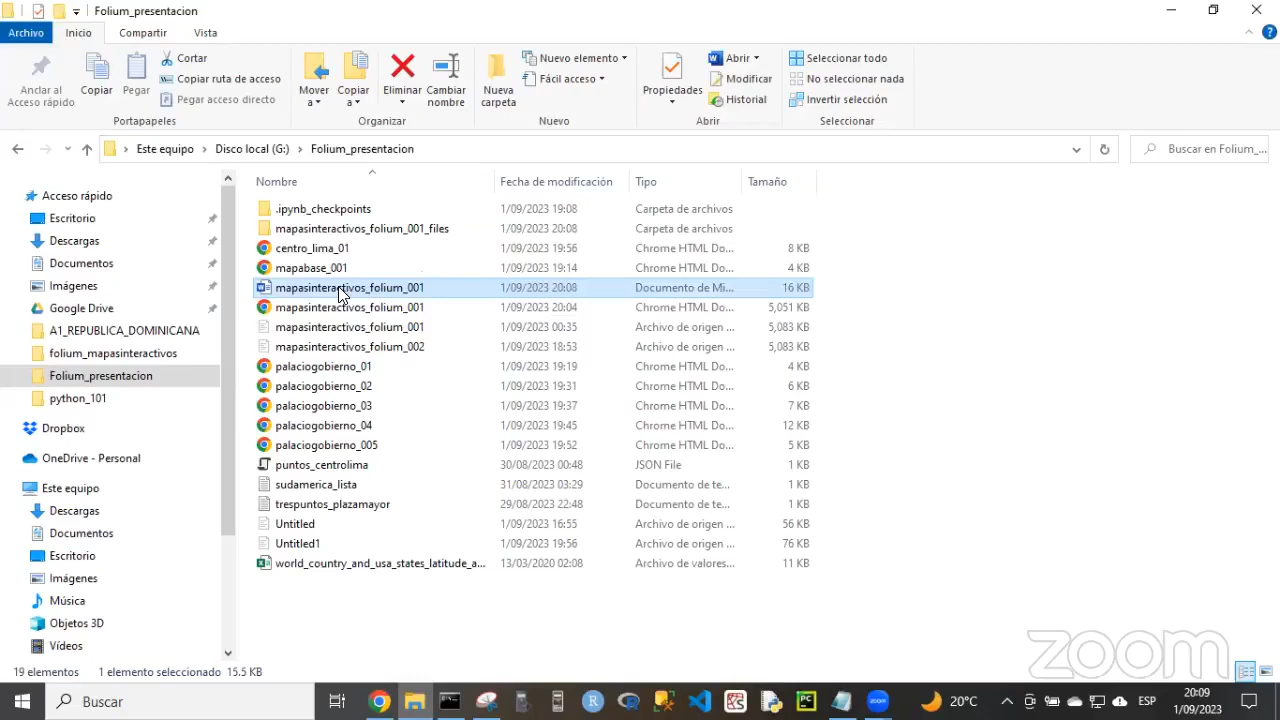 Folium_presentacion
Archivo Inicio Compartir Vista
Anclar al Acceso rápido
Copiar
Pegar
Cortar
Copiar ruta de acceso
Pegar acceso directo
Portapapeles
Mover a
Copiar a
Eliminar
Cambiar nombre
Organizar
Nueva carpeta
Nuevo elemento
Fácil acceso
Nuevo
Propiedades
Abrir
Modificar
Historial
Abrir
Seleccionar todo
No seleccionar nada
Invertir selección
Seleccionar
Este equipo > Disco local (G:) > Folium_presentacion
Buscar en Folium_...
Acceso rápido
Escritorio
Descargas
Documentos
Imágenes
Google Drive
A1_REPUBLICA_DOMINICANA
folium_mapasinteractivos
Folium_presentacion
python_101
Dropbox
OneDrive - Personal
Este equipo
Descargas
Documentos
Escritorio
Imágenes
Música
Objetos 3D
Vídeos
Nombre Fecha de modificación Tipo Tamaño
.ipynb_checkpoints 1/09/2023 19:08 Carpeta de archivos
mapasinteractivos_folium_001_files 1/09/2023 20:08 Carpeta de archivos
centro_lima_01 1/09/2023 19:56 Chrome HTML Do... 8 KB
mapabase_001 1/09/2023 19:14 Chrome HTML Do... 4 KB
mapasinteractivos_folium_001 1/09/2023 20:08 Documento de Mi... 16 KB
mapasinteractivos_folium_001 1/09/2023 20:04 Chrome HTML Do... 5,051 KB
mapasinteractivos_folium_001 1/09/2023 00:35 Archivo de origen ... 5,083 KB
mapasinteractivos_folium_002 1/09/2023 18:53 Archivo de origen ... 5,083 KB
palaciogobierno_01 1/09/2023 19:19 Chrome HTML Do... 4 KB
palaciogobierno_02 1/09/2023 19:31 Chrome HTML Do... 6 KB
palaciogobierno_03 1/09/2023 19:37 Chrome HTML Do... 7 KB
palaciogobierno_04 1/09/2023 19:45 Chrome HTML Do... 12 KB
palaciogobierno_005 1/09/2023 19:52 Chrome HTML Do... 5 KB
puntos_centrolima 30/08/2023 00:48 JSON File 1 KB
sudamerica_lista 31/08/2023 03:29 Documento de te... 1 KB
trespuntos_plazamayor 29/08/2023 22:48 Documento de te... 1 KB
Untitled 1/09/2023 16:55 Archivo de origen ... 56 KB
Untitled1 1/09/2023 19:56 Archivo de origen ... 76 KB
world_country_and_usa_states_latitude_a... 13/03/2020 02:08 Archivo de valores... 11 KB
zoom
19 elementos 1 elemento seleccionado 15.5 KB
Buscar
R
PC
zoom
20°C
ESP
20:09
1/09/2023